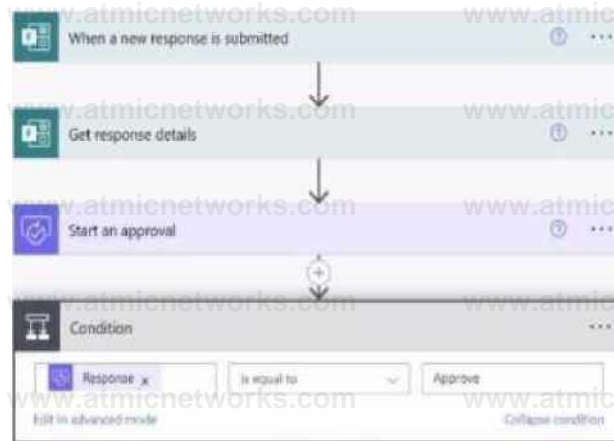 www.atmicnetworks.com www.atmic
When a new response is submitted
www.atmicnetworks.com www.atmic
Get response details
www.atmicnetworks.com www.atmic
Start an approval
www.atmicnetworks.com www.atmic
Condition
Response x is equal to Approve
www.atmicnetworks.com www.atmic
Edit in advanced mode Collapse condition